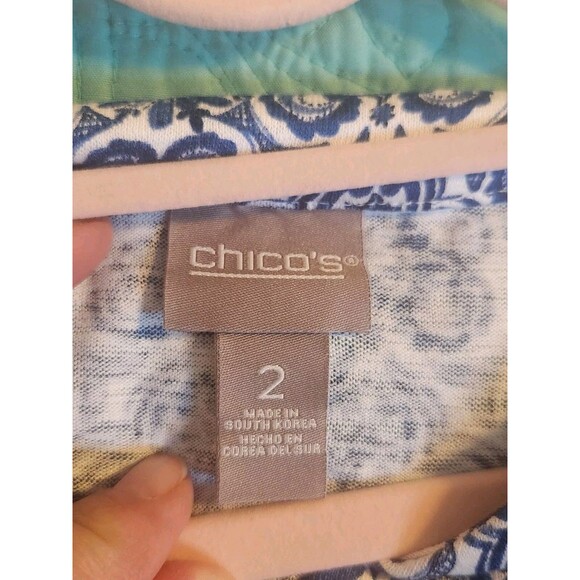 chico's®
2
MADE IN
SOUTH KOREA
HECHO EN
COREA DEL SUR